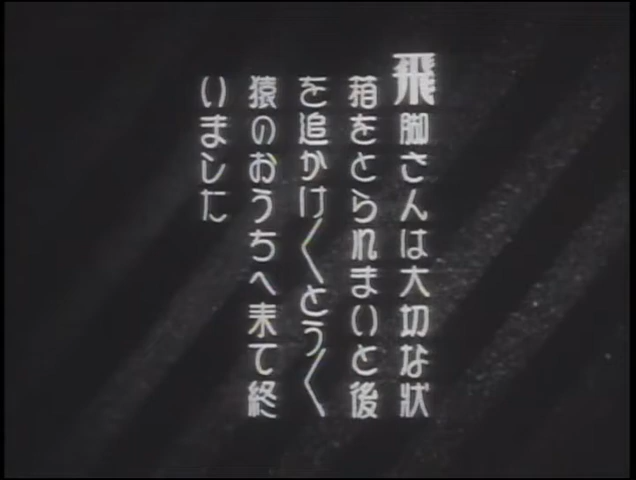 飛脚さんは大切な状
箱をとられまいと後
を追かけ〱とう〱
猿のおうちへ来て終
いました